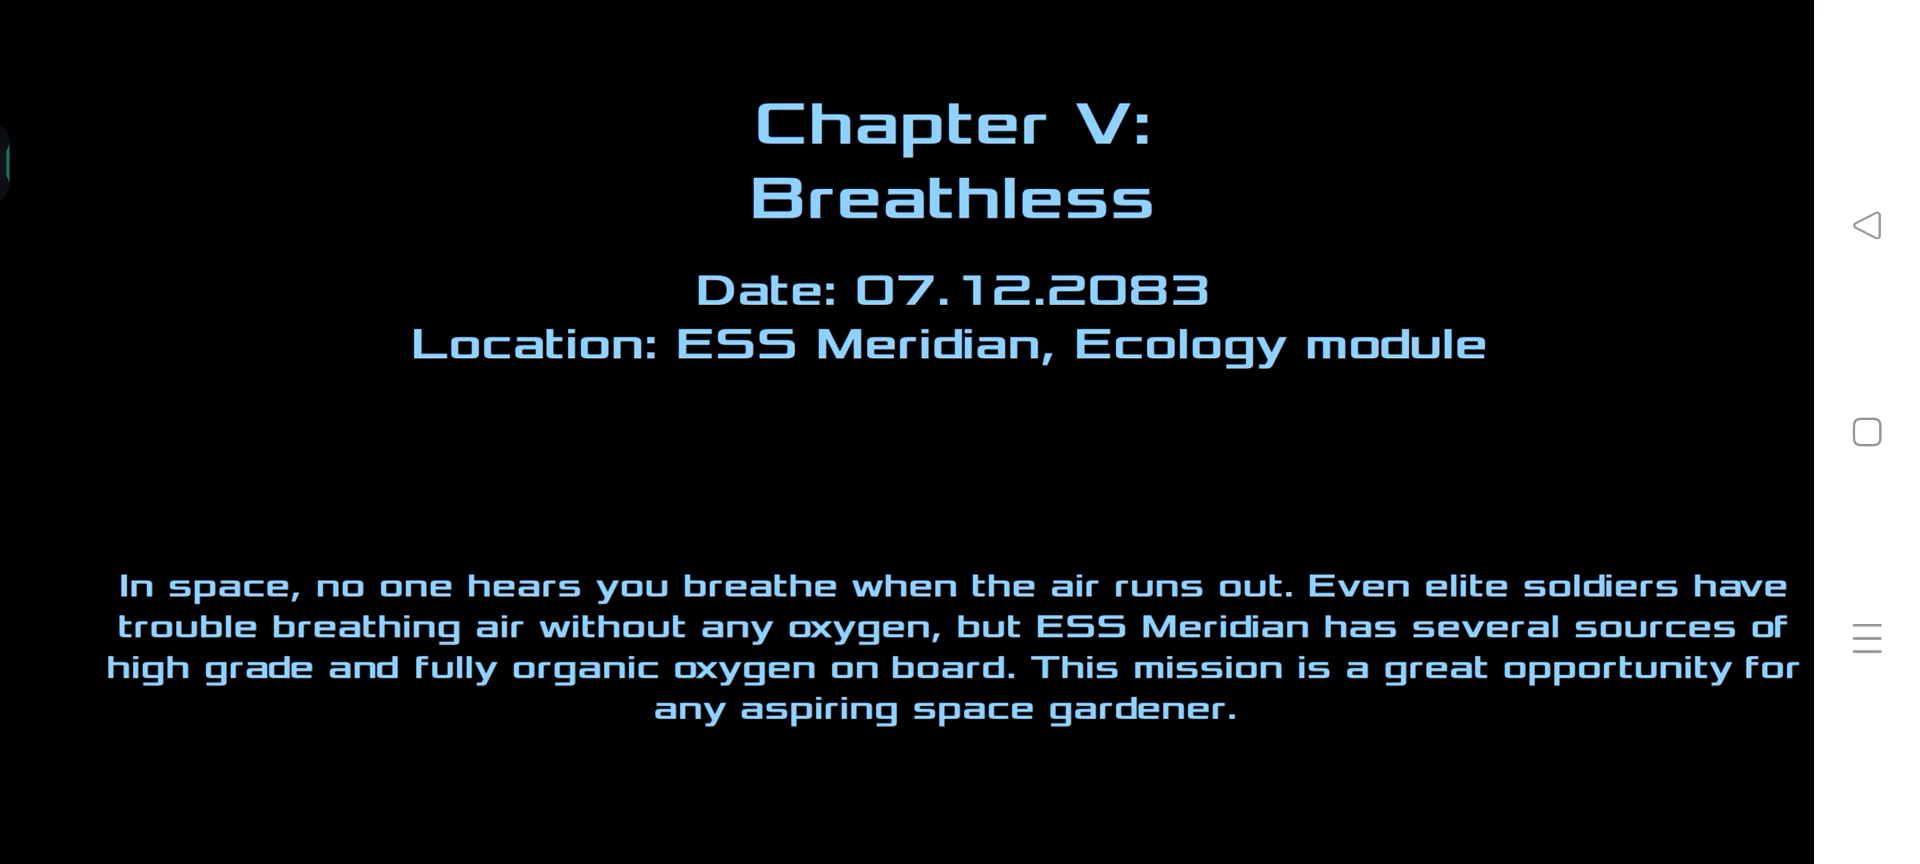 Chapter V:
Breathless
Date: 07.12.2083
Location: ESS Meridian, Ecology module
In space, no one hears you breathe when the air runs out. Even elite soldiers have
trouble breathing air without any oxygen, but ESS Meridian has several sources of
high grade and fully organic oxygen on board. This mission is a great opportunity for
any aspiring space gardener.